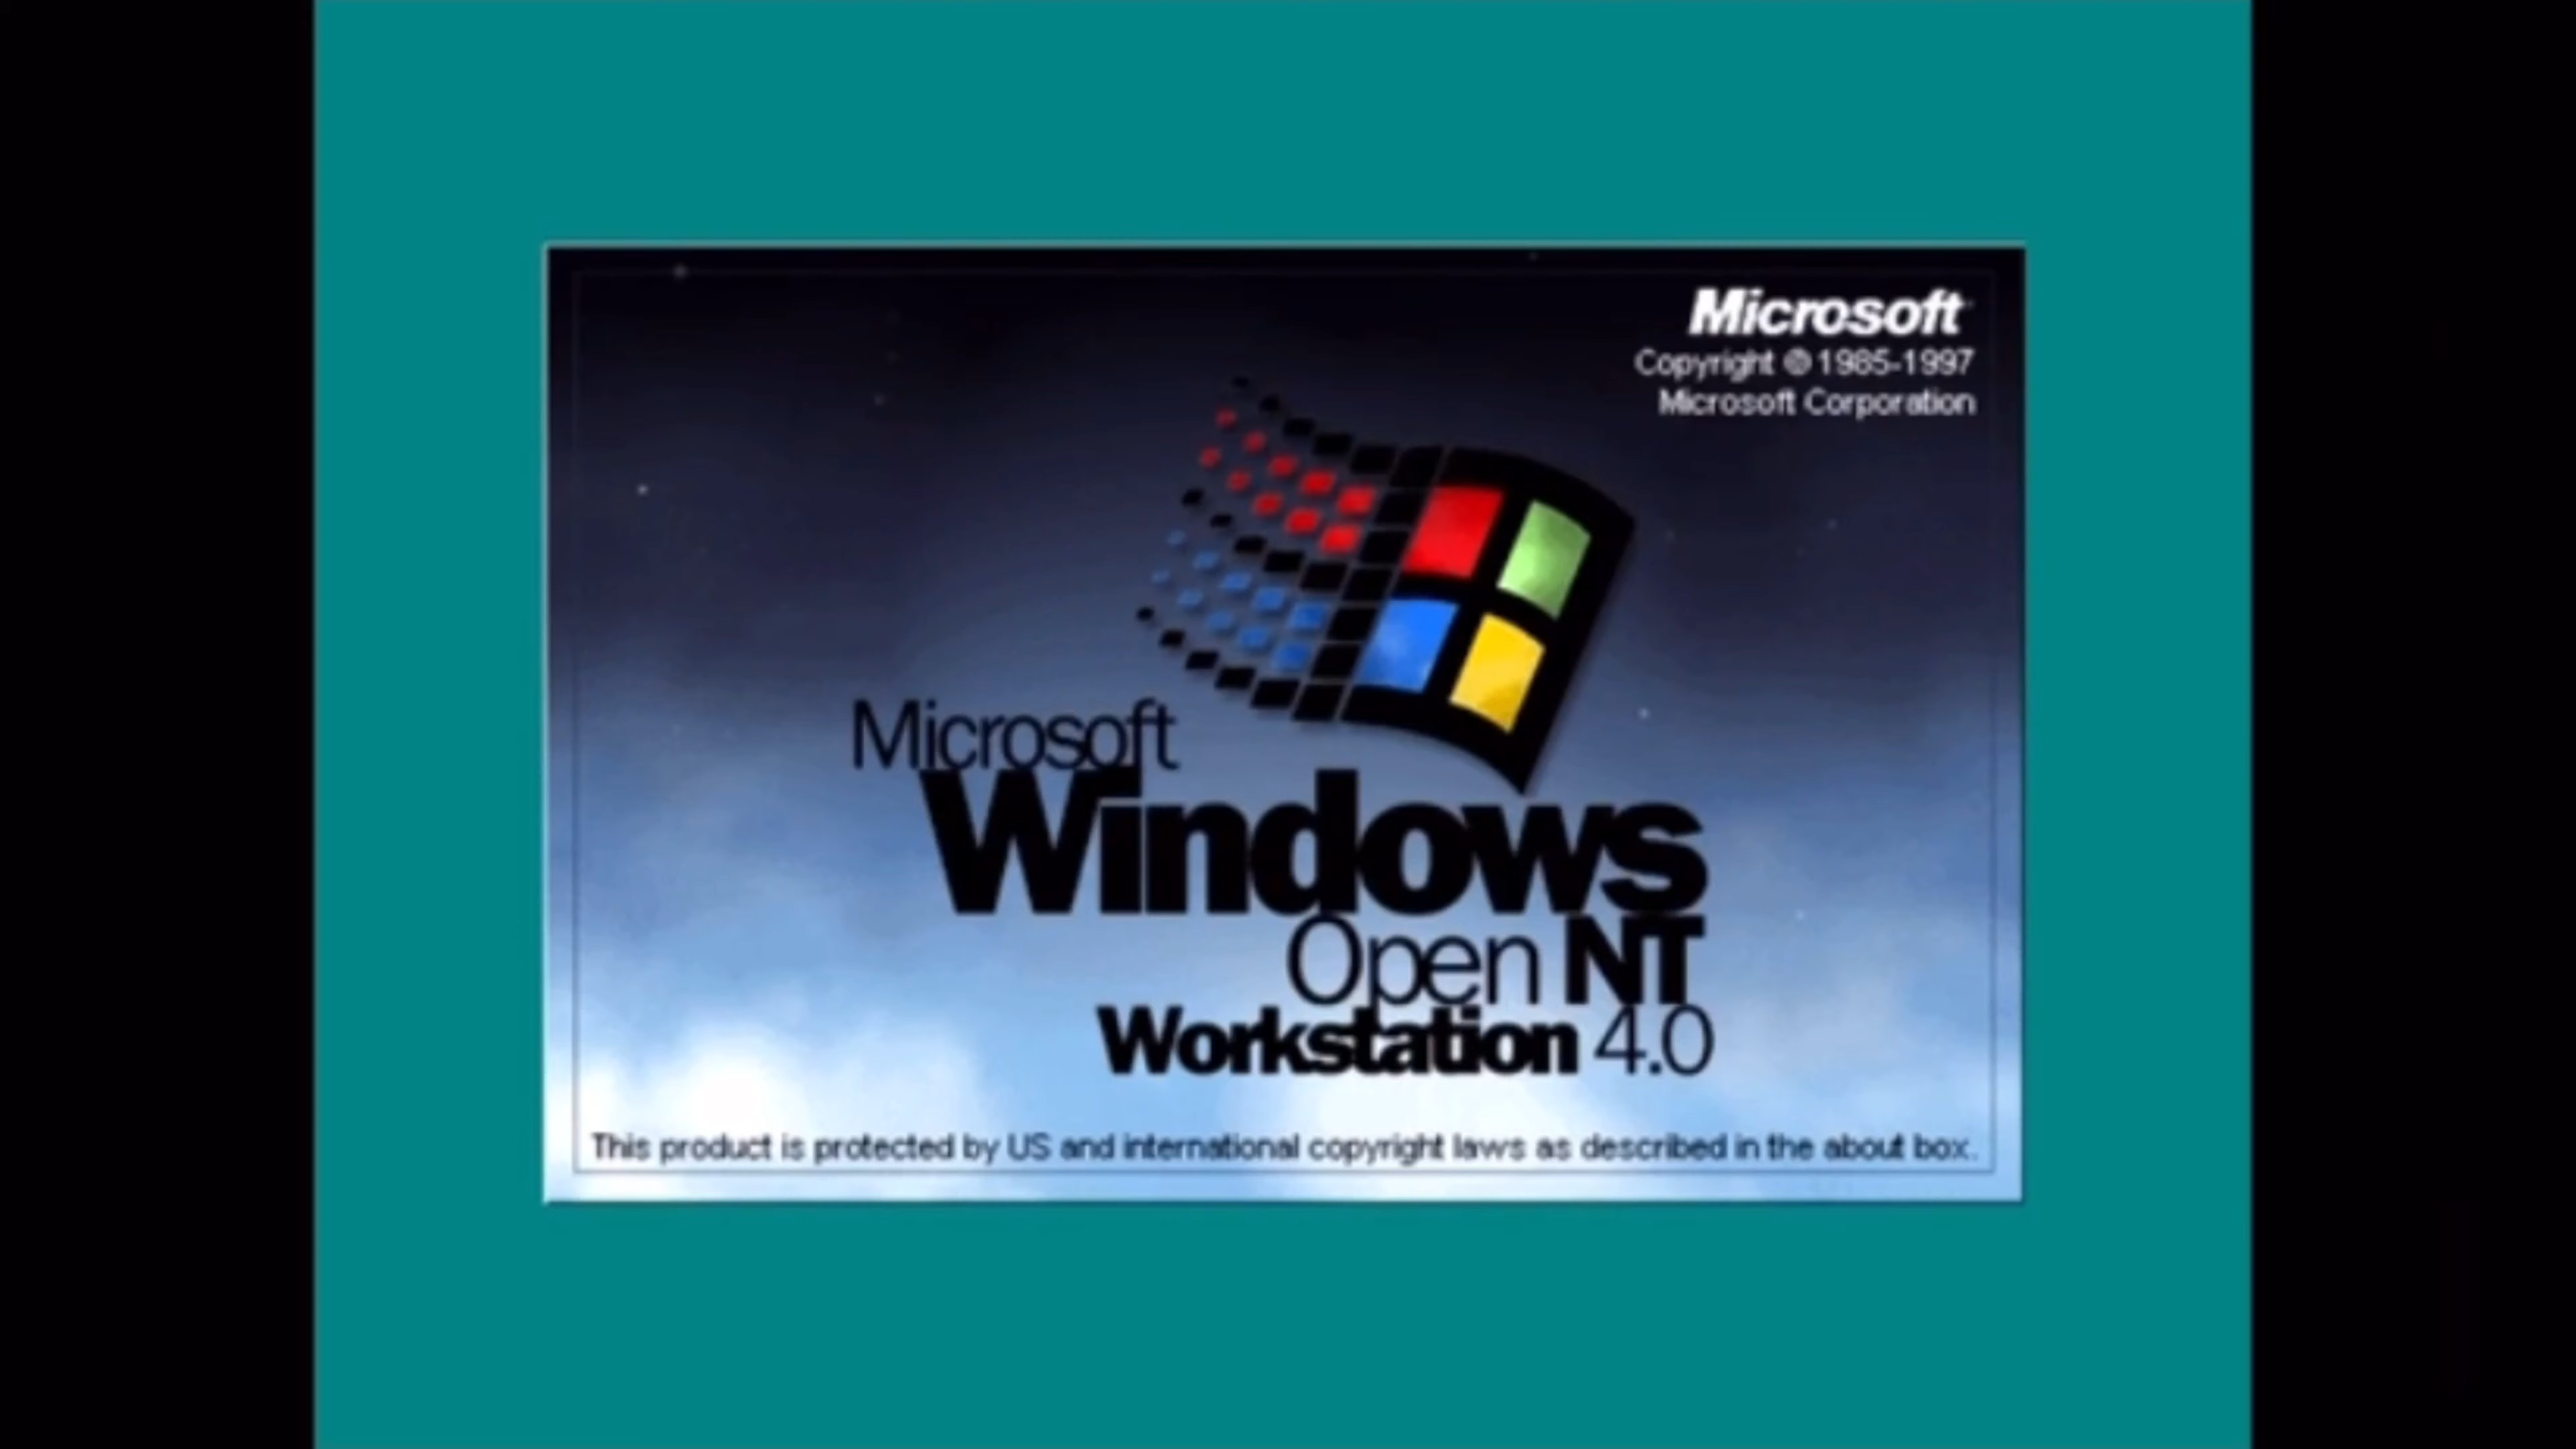 Microsoft
Copyright © 1985-1997
Microsoft Corporation
Microsoft
Windows
Open NT
Workstation 4.0
This product is protected by US and international copyright laws as described in the about box.